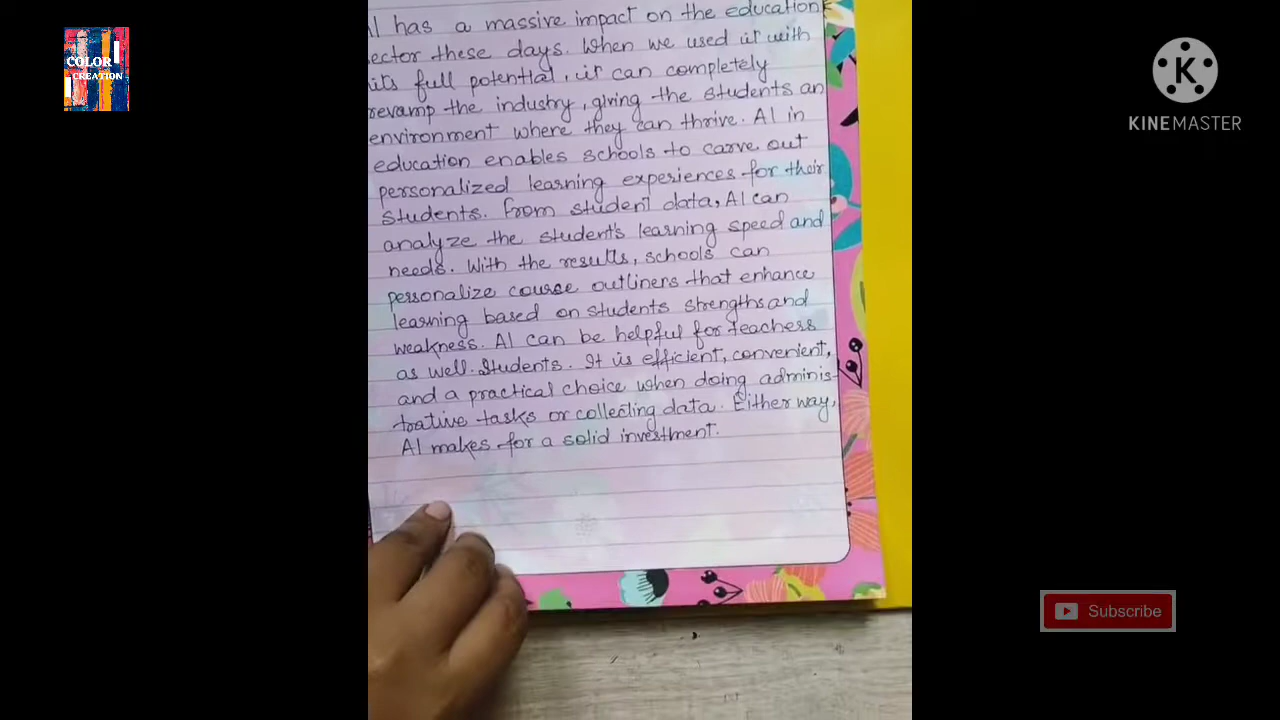 AI has a massive impact on the education
ector these days. When we used it with
its full potential, it can completely
revamp the industry, giving the students an
environment where they can thrive. AI in
education enables schools to carve out
personalized learning experiences for their
students. From student data, AI can
analyze the student's learning speed and
needs. With the results, schools can
personalize course outliners that enhance
learning based on students strengths and
weakness. AI can be helpful for teachers
as well. Students. It is efficient, convenient,
and a practical choice when doing adminis-
trative tasks or collecting data. Either way,
AI makes for a solid investment.
COLOR
CREATION
KINEMASTER
Subscribe